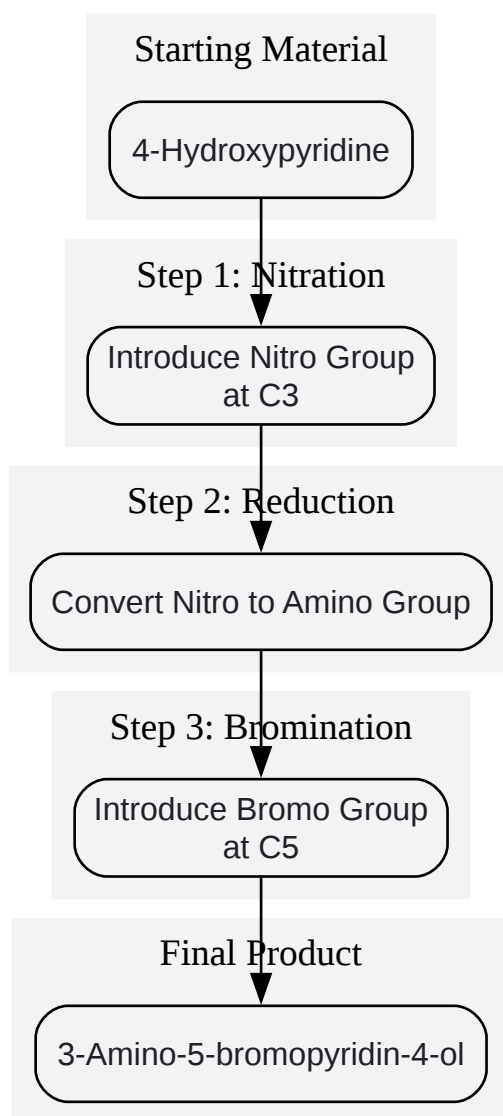 Starting Material
4-Hydroxypyridine
Step 1: Nitration
Introduce Nitro Group
at C3
Step 2: Reduction
Convert Nitro to Amino Group
Step 3: Bromination
Introduce Bromo Group
at C5
Final Product
3-Amino-5-bromopyridin-4-ol